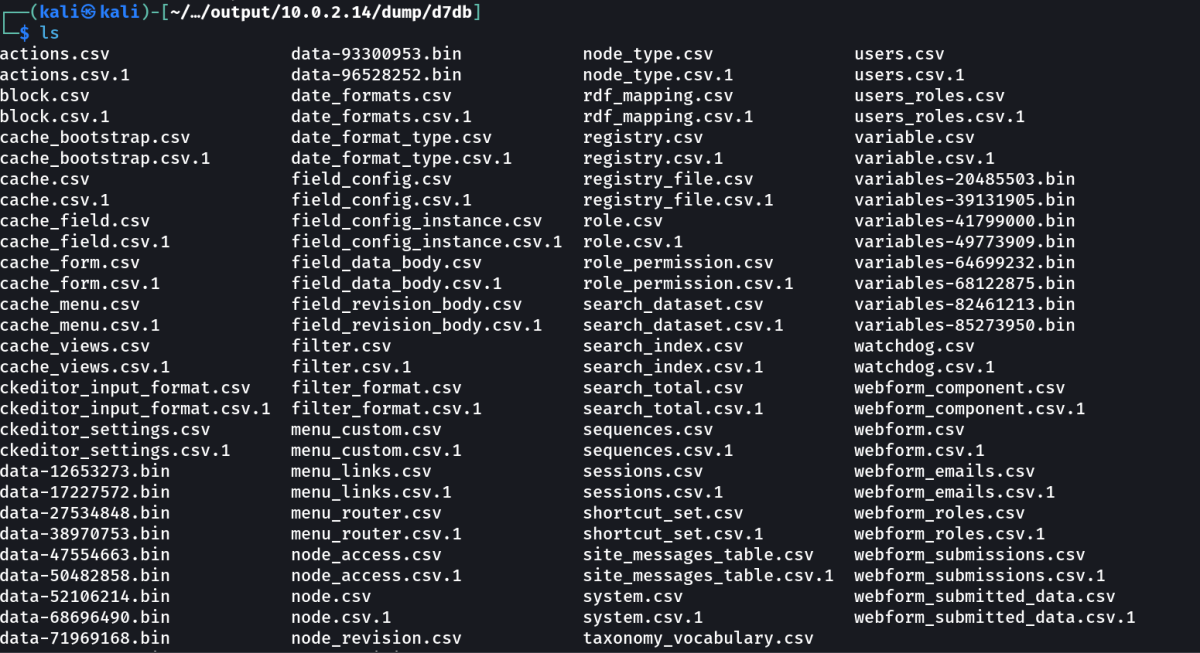 ┌──(kali㉿kali)-[~/…/output/10.0.2.14/dump/d7db]
└─$ ls
actions.csv data-93300953.bin node_type.csv users.csv
actions.csv.1 data-96528252.bin node_type.csv.1 users.csv.1
block.csv date_formats.csv rdf_mapping.csv users_roles.csv
block.csv.1 date_formats.csv.1 rdf_mapping.csv.1 users_roles.csv.1
cache_bootstrap.csv date_format_type.csv registry.csv variable.csv
cache_bootstrap.csv.1 date_format_type.csv.1 registry.csv.1 variable.csv.1
cache.csv field_config.csv registry_file.csv variables-20485503.bin
cache.csv.1 field_config.csv.1 registry_file.csv.1 variables-39131905.bin
cache_field.csv field_config_instance.csv role.csv variables-41799000.bin
cache_field.csv.1 field_config_instance.csv.1 role.csv.1 variables-49773909.bin
cache_form.csv field_data_body.csv role_permission.csv variables-64699232.bin
cache_form.csv.1 field_data_body.csv.1 role_permission.csv.1 variables-68122875.bin
cache_menu.csv field_revision_body.csv search_dataset.csv variables-82461213.bin
cache_menu.csv.1 field_revision_body.csv.1 search_dataset.csv.1 variables-85273950.bin
cache_views.csv filter.csv search_index.csv watchdog.csv
cache_views.csv.1 filter.csv.1 search_index.csv.1 watchdog.csv.1
ckeditor_input_format.csv filter_format.csv search_total.csv webform_component.csv
ckeditor_input_format.csv.1 filter_format.csv.1 search_total.csv.1 webform_component.csv.1
ckeditor_settings.csv menu_custom.csv sequences.csv webform.csv
ckeditor_settings.csv.1 menu_custom.csv.1 sequences.csv.1 webform.csv.1
data-12653273.bin menu_links.csv sessions.csv webform_emails.csv
data-17227572.bin menu_links.csv.1 sessions.csv.1 webform_emails.csv.1
data-27534848.bin menu_router.csv shortcut_set.csv webform_roles.csv
data-38970753.bin menu_router.csv.1 shortcut_set.csv.1 webform_roles.csv.1
data-47554663.bin node_access.csv site_messages_table.csv webform_submissions.csv
data-50482858.bin node_access.csv.1 site_messages_table.csv.1 webform_submissions.csv.1
data-52106214.bin node.csv system.csv webform_submitted_data.csv
data-68696490.bin node.csv.1 system.csv.1 webform_submitted_data.csv.1
data-71969168.bin node_revision.csv taxonomy_vocabulary.csv